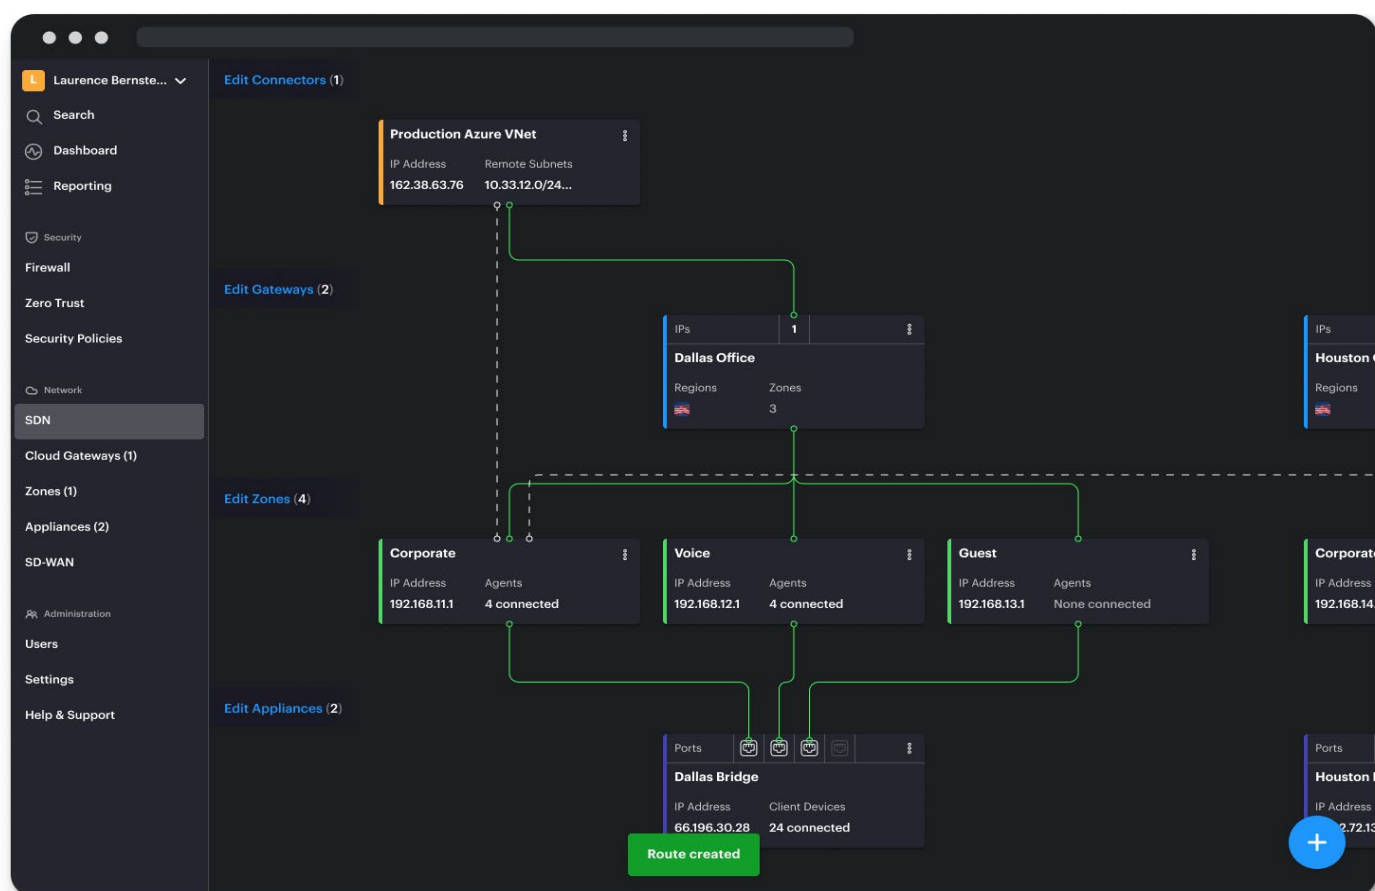 L Laurence Bernste...
Search
Dashboard
Reporting
Security
Firewall
Zero Trust
Security Policies
Network
SDN
Cloud Gateways (1)
Zones (1)
Appliances (2)
SD-WAN
Administration
Users
Settings
Help & Support
Edit Connectors (1)
Production Azure VNet
IP Address Remote Subnets
162.38.63.76 10.33.12.0/24...
Edit Gateways (2)
IPs 1
Dallas Office
Regions Zones
3
IPs
Houston
Regions
Edit Zones (4)
Corporate
IP Address Agents
192.168.11.1 4 connected
Voice
IP Address Agents
192.168.12.1 4 connected
Guest
IP Address Agents
192.168.13.1 None connected
Corporate
IP Address
192.168.14.
Edit Appliances (2)
Ports
Dallas Bridge
IP Address Client Devices
66.196.30.28 24 connected
Ports
Houston
IP Address
2.72.13
Route created
+